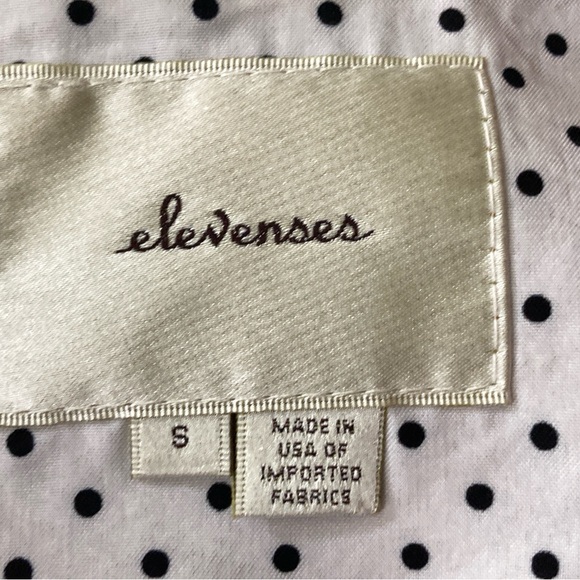 elevenses
S
MADE IN
USA OF
IMPORTED
FABRICS